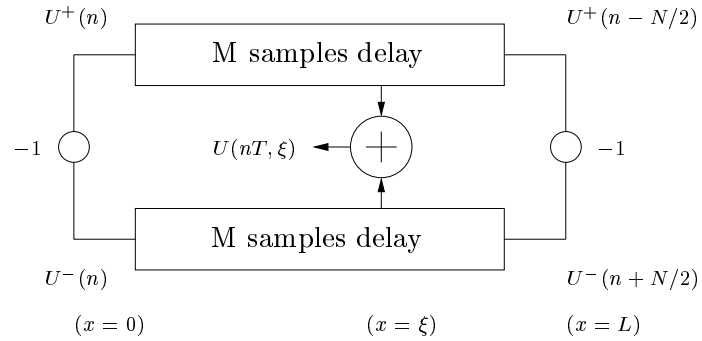 U⁺(n) U⁺(n − N/2)
M samples delay
−1 U(nT, ξ) + −1
M samples delay
U⁻(n) U⁻(n + N/2)
(x = 0) (x = ξ) (x = L)